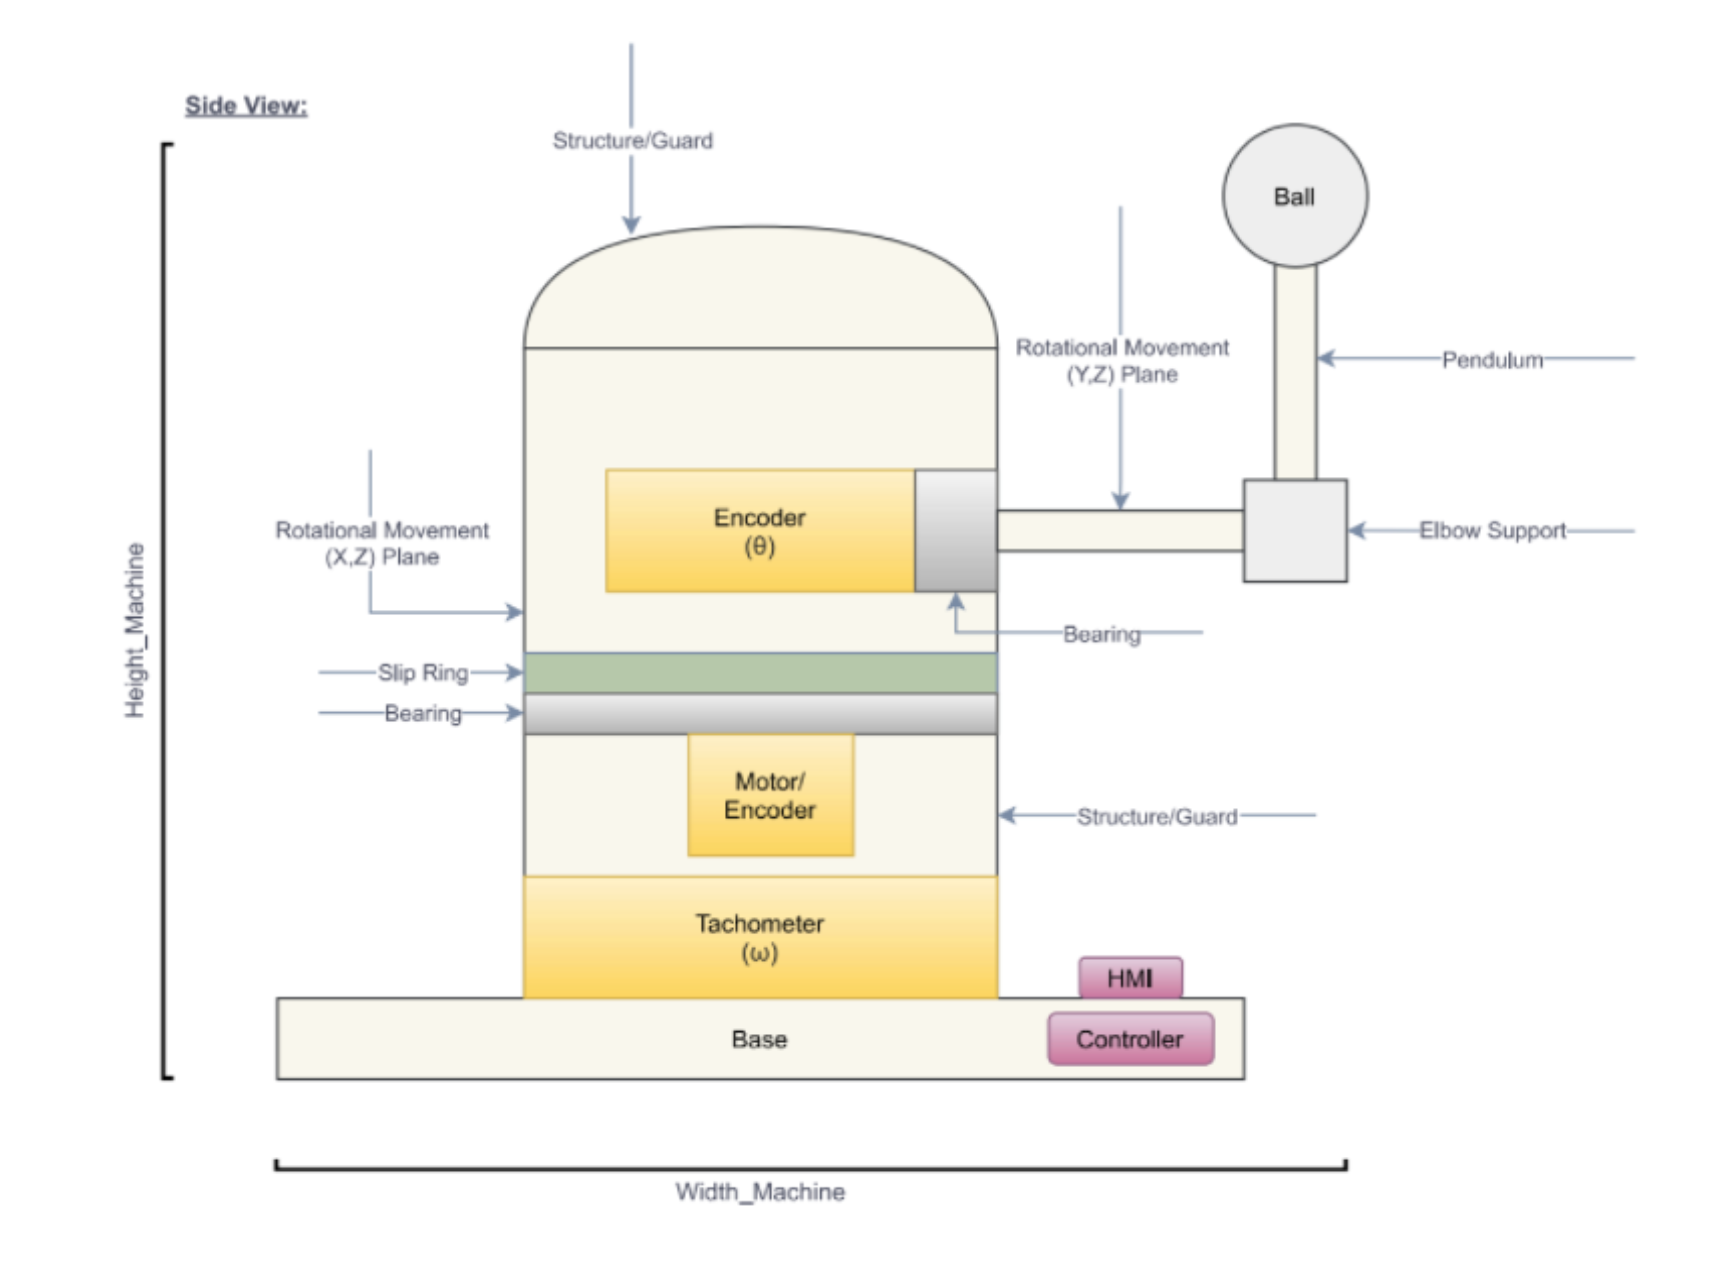 Side View:
Structure/Guard
Ball
Rotational Movement
(Y,Z) Plane
Pendulum
Encoder
(θ)
Rotational Movement
(X,Z) Plane
Elbow Support
Bearing
Slip Ring
Bearing
Height_Machine
Motor/
Encoder
Structure/Guard
Tachometer
(ω)
HMI
Base
Controller
Width_Machine